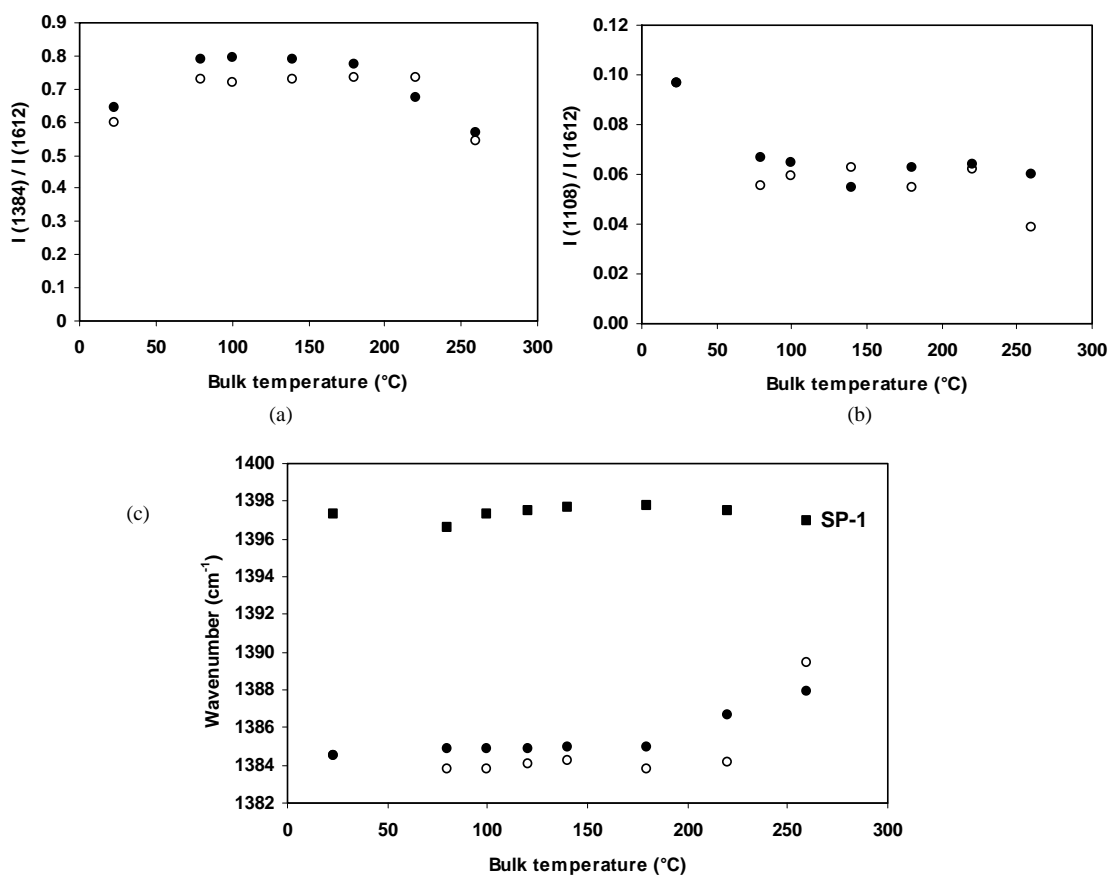 0.9
0.8
0.7
0.6
0.5
0.4
0.3
0.2
0.1
0
I (1384) / I (1612)
0 50 100 150 200 250 300
Bulk temperature (°C)
(a)
0.12
0.10
0.08
0.06
0.04
0.02
0.00
I (1108) / I (1612)
0 50 100 150 200 250 300
Bulk temperature (°C)
(b)
(c)
1400
1398
1396
1394
1392
1390
1388
1386
1384
1382
Wavenumber (cm⁻¹)
SP-1
0 50 100 150 200 250 300
Bulk temperature (°C)